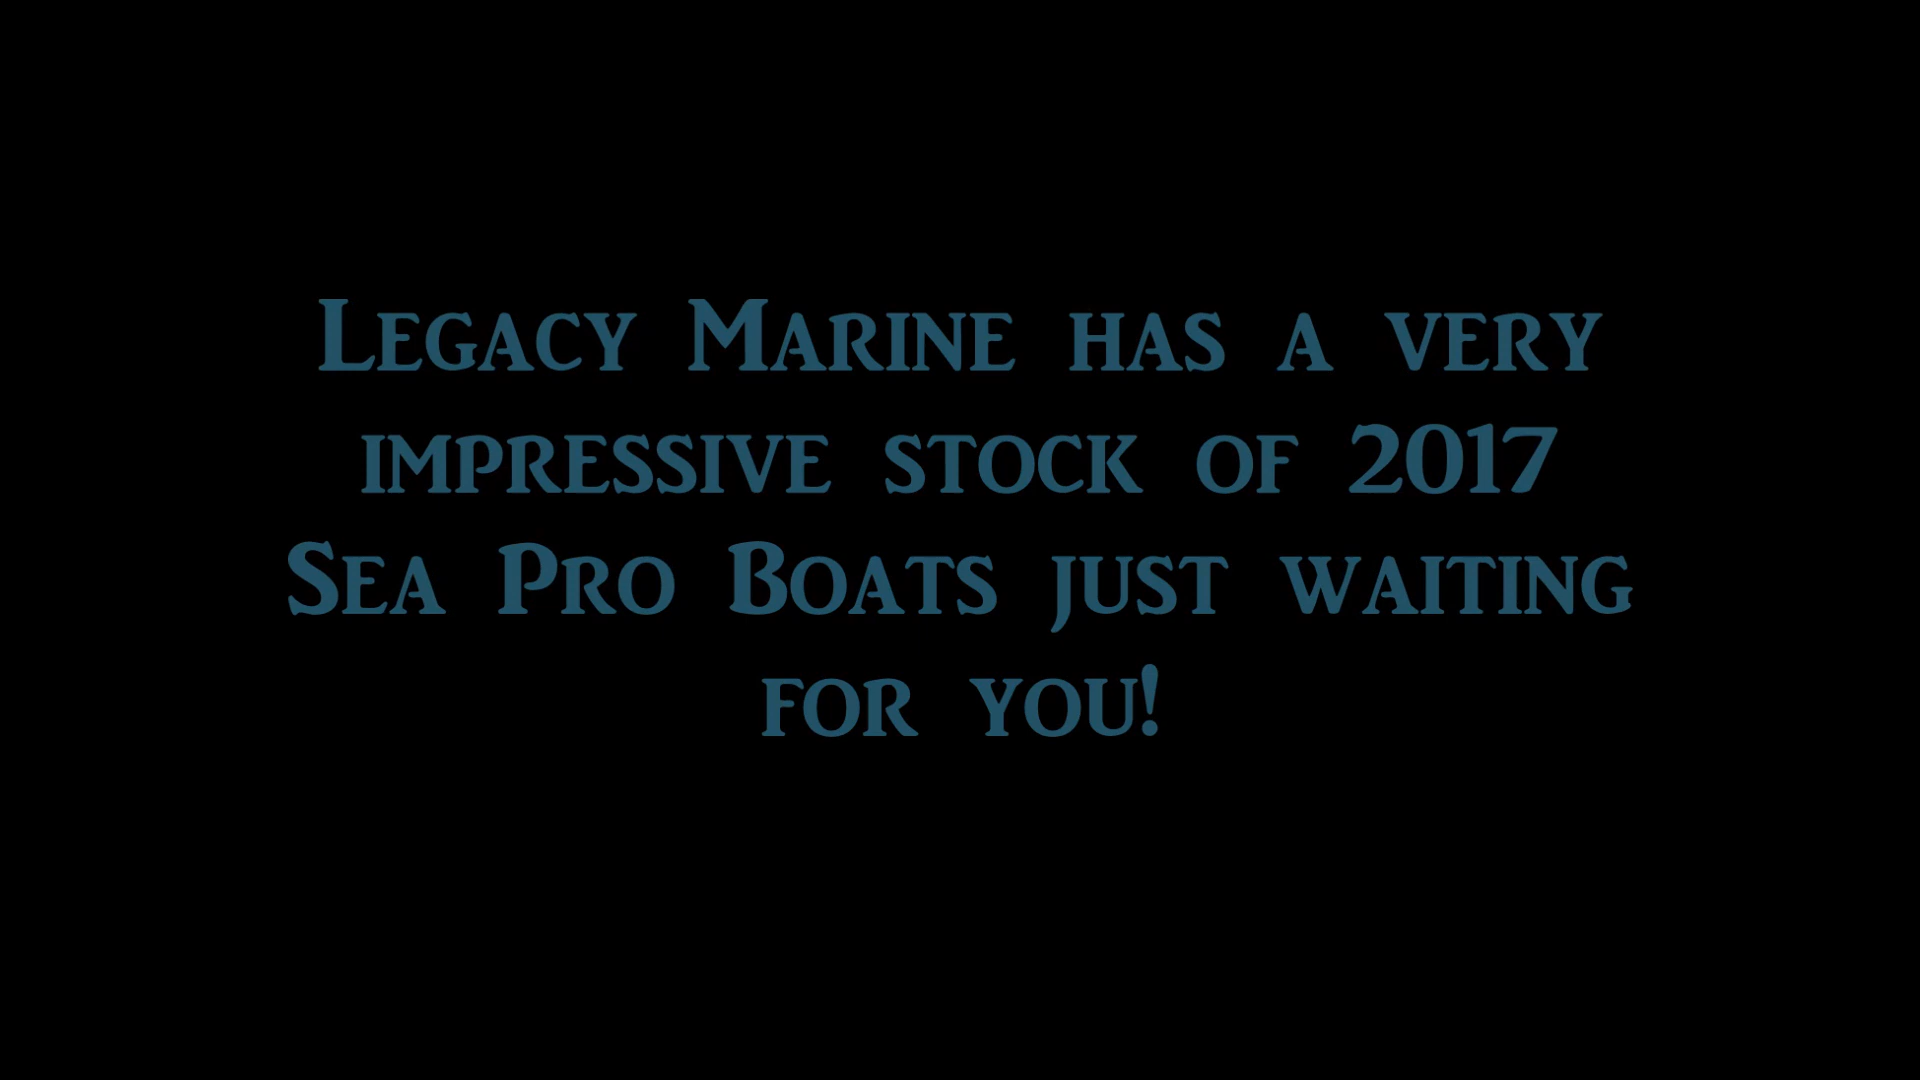 Legacy Marine has a very
impressive stock of 2017
Sea Pro Boats just waiting
for you!